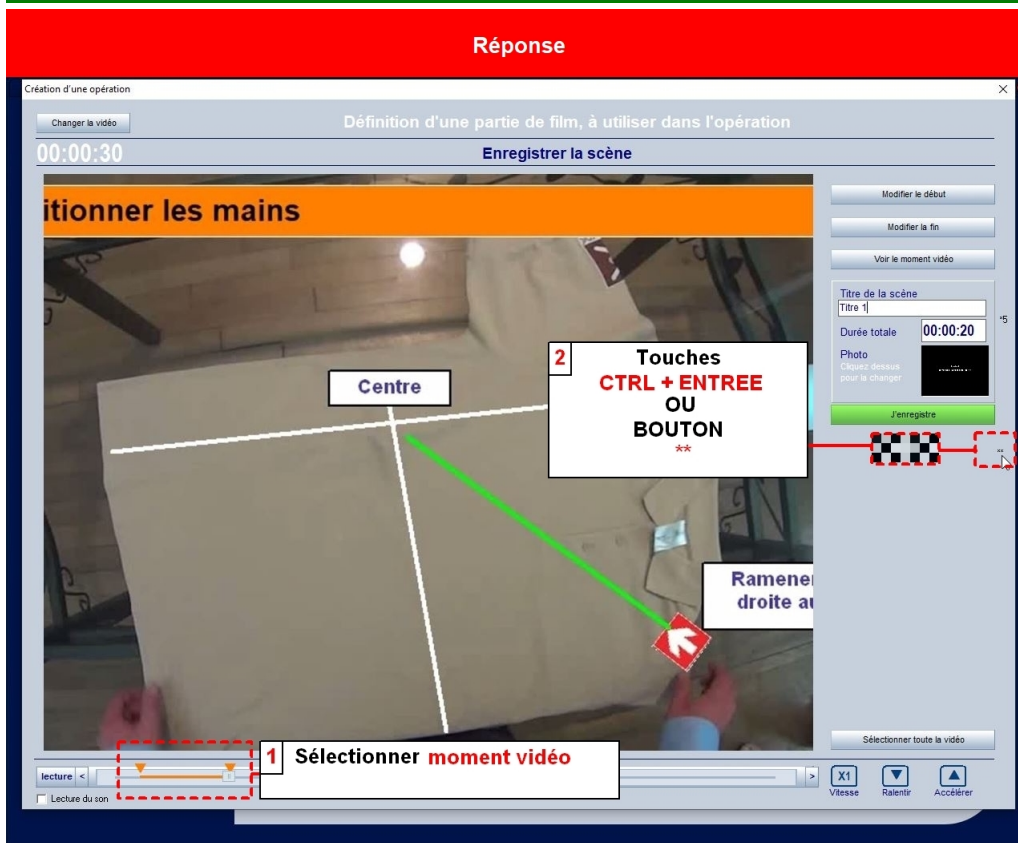 Réponse
Création d'une opération
Changer la vidéo
Définition d'une partie de film, à utiliser dans l'opération
00:00:30
Enregistrer la scène
itionner les mains
Centre
Ramene
droite au
2
Touches
CTRL + ENTREE
OU
BOUTON
**
Modifier le début
Modifier la fin
Voir le moment vidéo
Titre de la scène
Titre 1
Durée totale 00:00:20
*5
Photo
Cliquez dessus
pour la changer
J'enregistre
**
Sélectionner toute la vidéo
1 Sélectionner moment vidéo
lecture < >
Lecture du son
X1
Vitesse Ralentir Accélérer